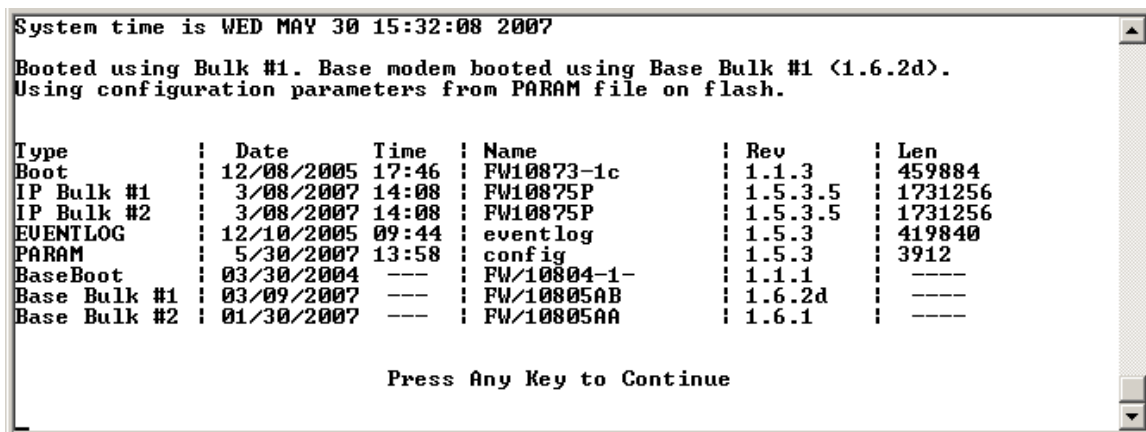 System time is WED MAY 30 15:32:08 2007
Booted using Bulk #1. Base modem booted using Base Bulk #1 (1.6.2d).
Using configuration parameters from PARAM file on flash.
Type | Date Time | Name | Rev | Len
Boot | 12/08/2005 17:46 | FW10873-1c | 1.1.3 | 459884
IP Bulk #1 | 3/08/2007 14:08 | FW10875P | 1.5.3.5 | 1731256
IP Bulk #2 | 3/08/2007 14:08 | FW10875P | 1.5.3.5 | 1731256
EVENTLOG | 12/10/2005 09:44 | eventlog | 1.5.3 | 419840
PARAM | 5/30/2007 13:58 | config | 1.5.3 | 3912
BaseBoot | 03/30/2004 --- | FW/10804-1- | 1.1.1 | ----
Base Bulk #1 | 03/09/2007 --- | FW/10805AB | 1.6.2d | ----
Base Bulk #2 | 01/30/2007 --- | FW/10805AA | 1.6.1 | ----
Press Any Key to Continue